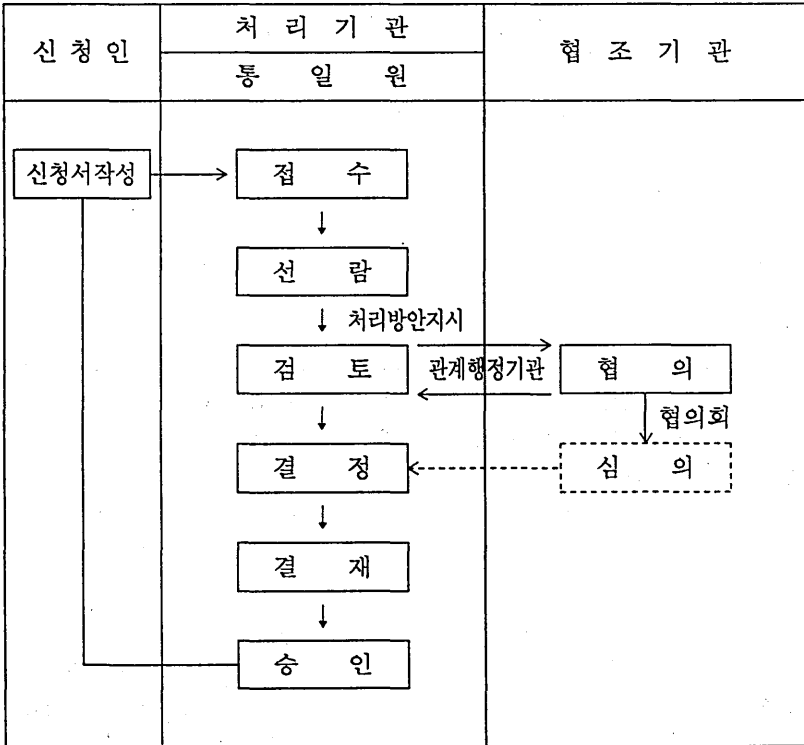 신청인
처리기관
통일원
협조기관
신청서작성
접수
선람
처리방안지시
검토
관계행정기관
협의
협의회
결정
심의
결재
승인